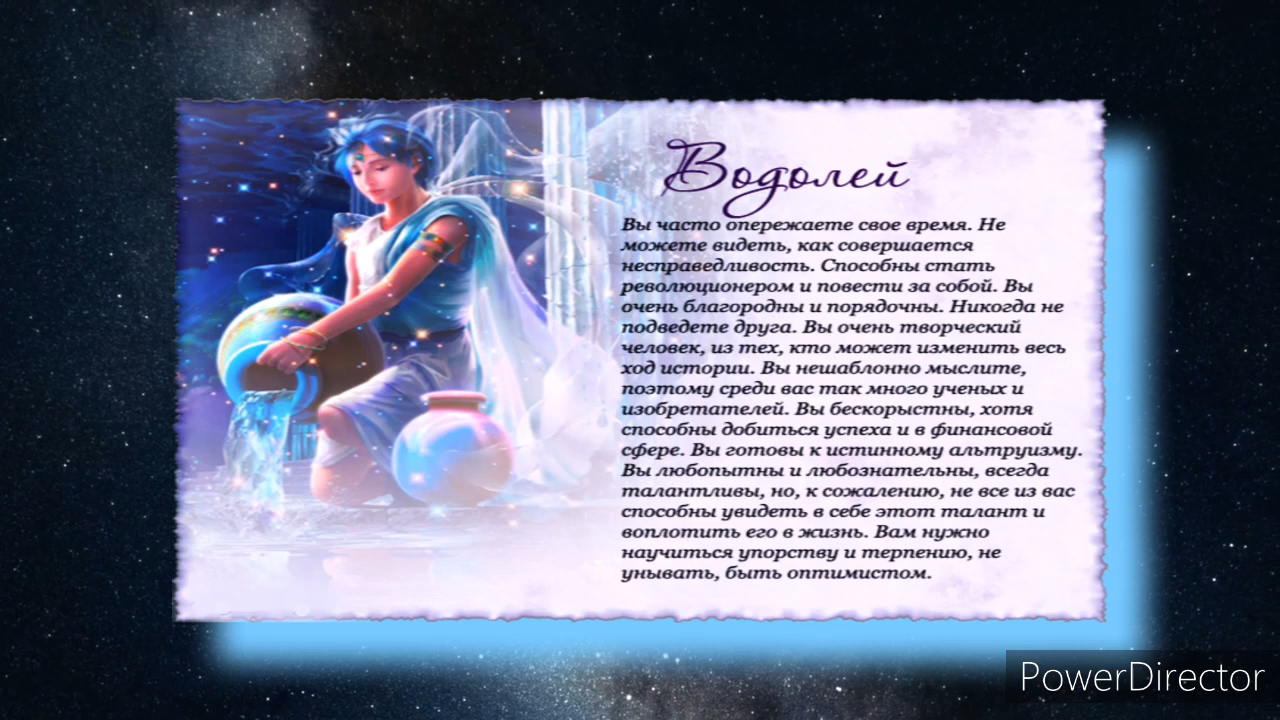 Водолей
Вы часто опережаете свое время. Не
можете видеть, как совершается
несправедливость. Способны стать
революционером и повести за собой. Вы
очень благородны и порядочны. Никогда не
подведете друга. Вы очень творческий
человек, из тех, кто может изменить весь
ход истории. Вы нешаблонно мыслите,
поэтому среди вас так много ученых и
изобретателей. Вы бескорыстны, хотя
способны добиться успеха и в финансовой
сфере. Вы готовы к истинному альтруизму.
Вы любопытны и любознательны, всегда
талантливы, но, к сожалению, не все из вас
способны увидеть в себе этот талант и
воплотить его в жизнь. Вам нужно
научиться упорству и терпению, не
унывать, быть оптимистом.
PowerDirector